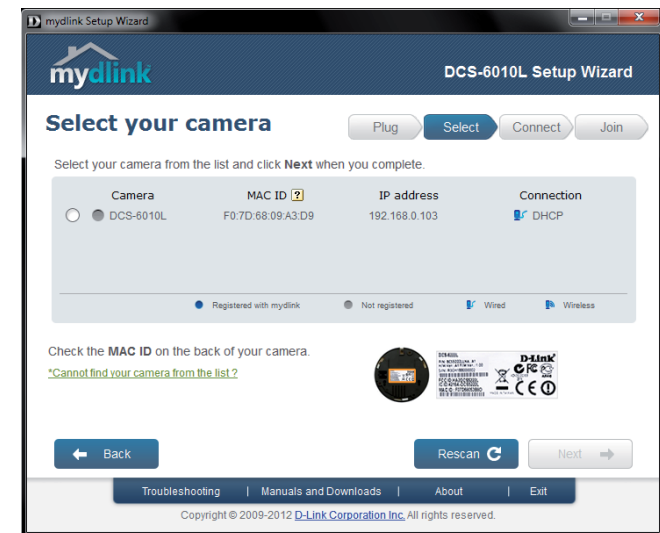 mydlink Setup Wizard
mydlink
DCS-6010L Setup Wizard
Select your camera
Plug
Select
Connect
Join
Select your camera from the list and click Next when you complete.
Camera MAC ID ? IP address Connection
DCS-6010L F0:7D:68:09:A3:D9 192.168.0.103 DHCP
Registered with mydlink Not registered Wired Wireless
Check the MAC ID on the back of your camera.
*Cannot find your camera from the list ?
D-Link
Back
Rescan
Next
Troubleshooting | Manuals and Downloads | About | Exit
Copyright © 2009-2012 D-Link Corporation Inc. All rights reserved.